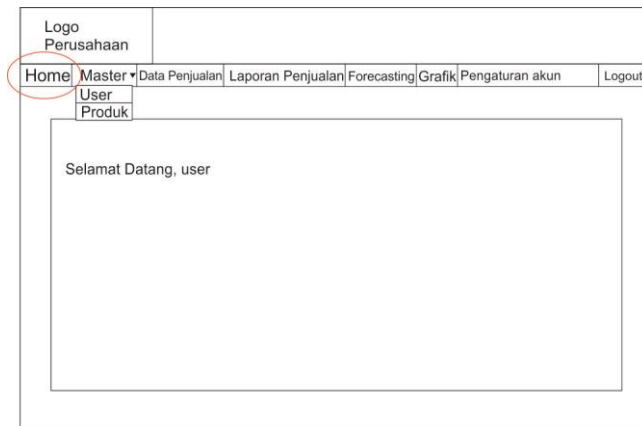 Logo
Perusahaan
Home Master Data Penjualan Laporan Penjualan Forecasting Grafik Pengaturan akun Logout
User
Produk
Selamat Datang, user